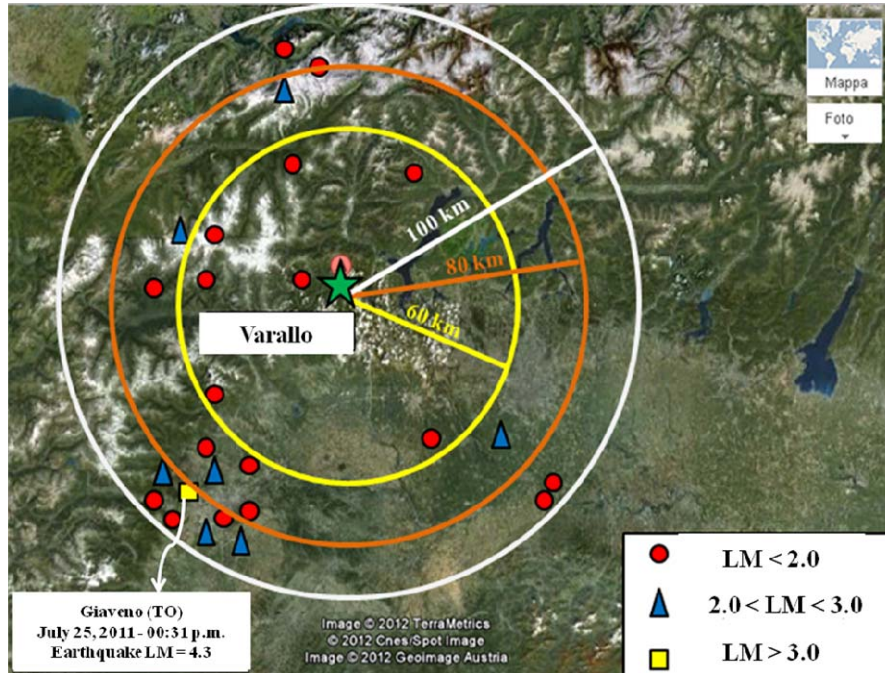 Mappa
Foto
100 km
80 km
60 km
Varallo
LM < 2.0
2.0 < LM < 3.0
LM > 3.0
Giaveno (TO)
July 25, 2011 - 00:31 p.m.
Earthquake LM = 4.3
Image © 2012 TerraMetrics
© 2012 Cnes/Spot Image
Image © 2012 Geoimage Austria